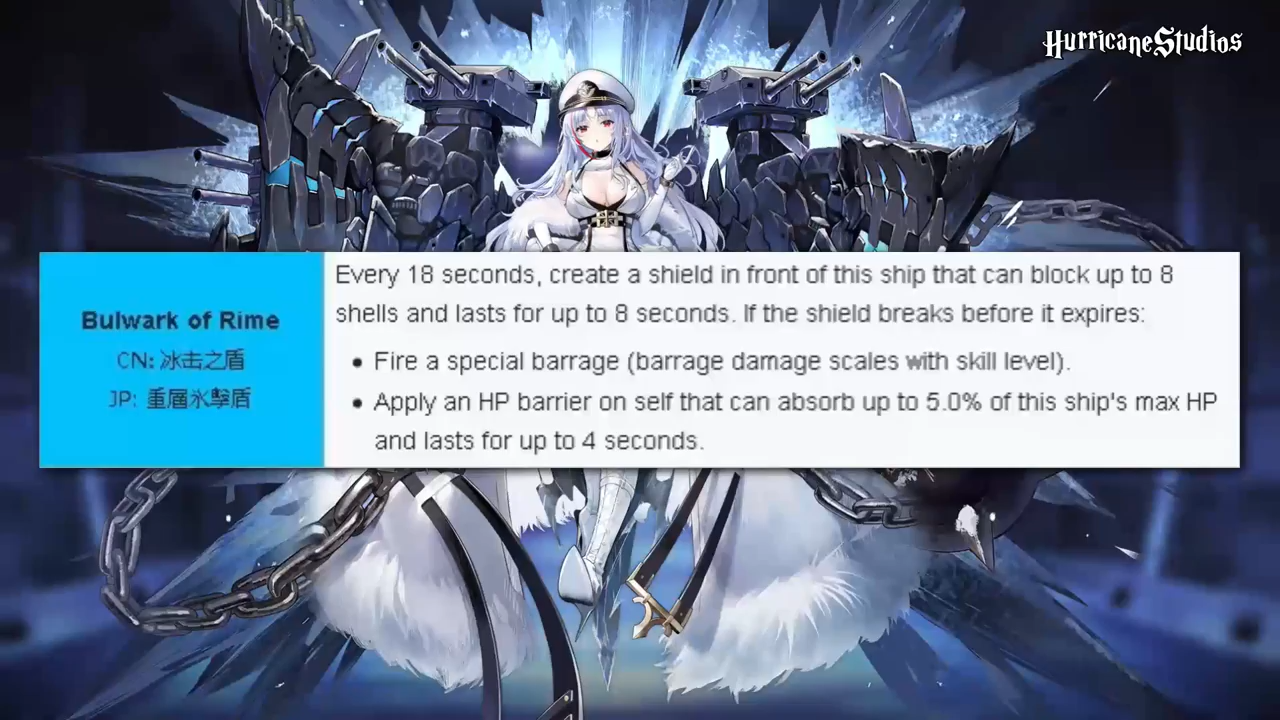 HurricaneStudios
Bulwark of Rime
CN: 冰击之盾
JP: 重層氷撃盾
Every 18 seconds, create a shield in front of this ship that can block up to 8
shells and lasts for up to 8 seconds. If the shield breaks before it expires:
• Fire a special barrage (barrage damage scales with skill level).
• Apply an HP barrier on self that can absorb up to 5.0% of this ship's max HP
and lasts for up to 4 seconds.